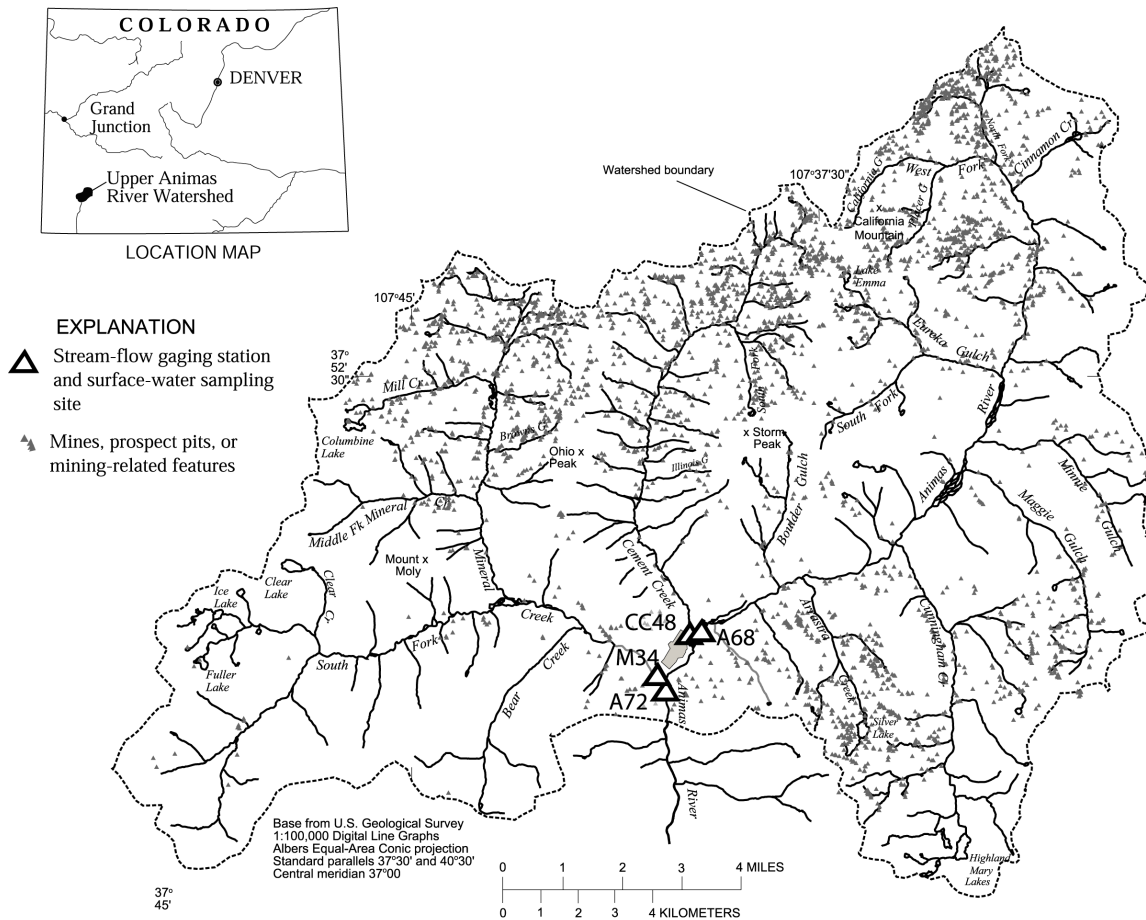 COLORADO
DENVER
Grand
Junction
Upper Animas
River Watershed
LOCATION MAP
EXPLANATION
Stream-flow gaging station
and surface-water sampling
site
Mines, prospect pits, or
mining-related features
Watershed boundary
107°37'30"
107°45'
37°
52'
30"
North Fork
Cinnamon Cr
California G
West
Fork
Placer G
x
California
Mountain
Lake
Emma
Eureka
Gulch
South
Fork
River
Animas
South
Fork
Mill Cr
Columbine
Lake
Browns G
Ohio x
Peak
Illinois G
x Storm
Peak
Boulder
Gulch
Minnie
Gulch
Maggie
Gulch
Middle Fk Mineral
Cr
Mount x
Moly
Mineral
Creek
Cement
Creek
Clear
Lake
Clear
Cr
Ice
Lake
Fuller
Lake
South
Fork
Bear
Creek
CC48
A68
M34
A72
Animas
River
Arrastra
Creek
Silver
Lake
Cunningham
Cr
Highland
Mary
Lakes
Base from U.S. Geological Survey
1:100,000 Digital Line Graphs
Albers Equal-Area Conic projection
Standard parallels 37°30' and 40°30'
Central meridian 37°00
37°
45'
0 1 2 3 4 MILES
0 1 2 3 4 KILOMETERS